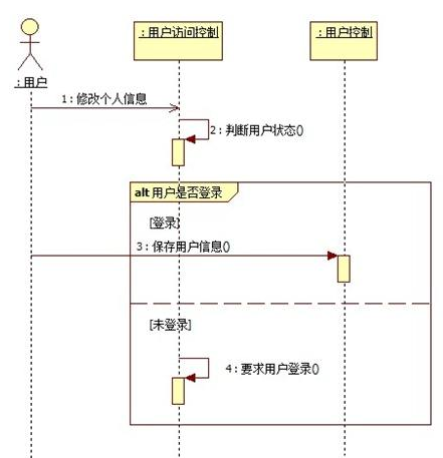 : 用户访问控制
: 用户控制
: 用户
1 : 修改个人信息
2 : 判断用户状态()
alt 用户是否登录
[登录]
3 : 保存用户信息()
[未登录]
4 : 要求用户登录()